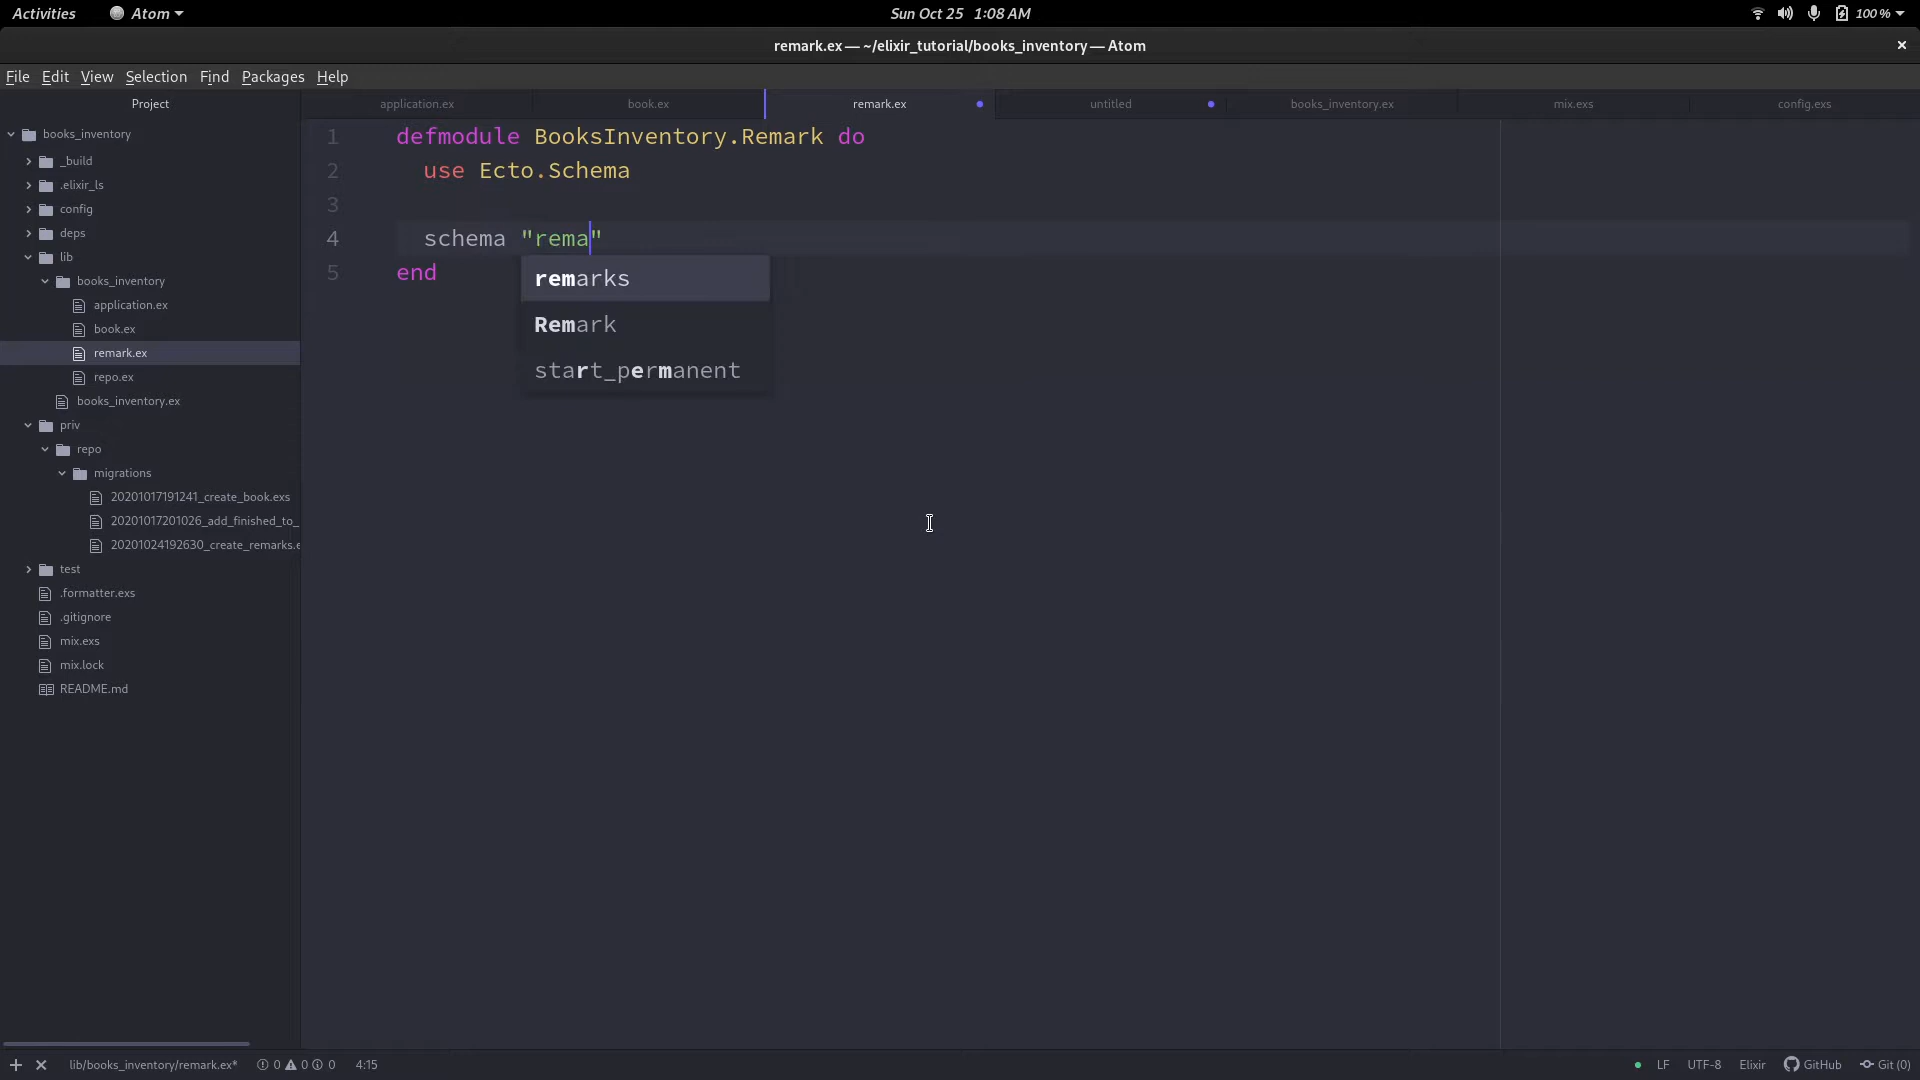 Activities Atom Sun Oct 25 1:08 AM 100 %
remark.ex — ~/elixir_tutorial/books_inventory — Atom
File Edit View Selection Find Packages Help
Project
application.ex book.ex remark.ex untitled books_inventory.ex mix.exs config.exs
books_inventory
_build
.elixir_ls
config
deps
lib
books_inventory
application.ex
book.ex
remark.ex
repo.ex
books_inventory.ex
priv
repo
migrations
20201017191241_create_book.exs
20201017201026_add_finished_to_
20201024192630_create_remarks.e
test
.formatter.exs
.gitignore
mix.exs
mix.lock
README.md
1 defmodule BooksInventory.Remark do
2 use Ecto.Schema
3
4 schema "rema"
5 end
remarks
Remark
start_permanent
lib/books_inventory/remark.ex* 0 0 0 4:15 LF UTF-8 Elixir GitHub Git (0)